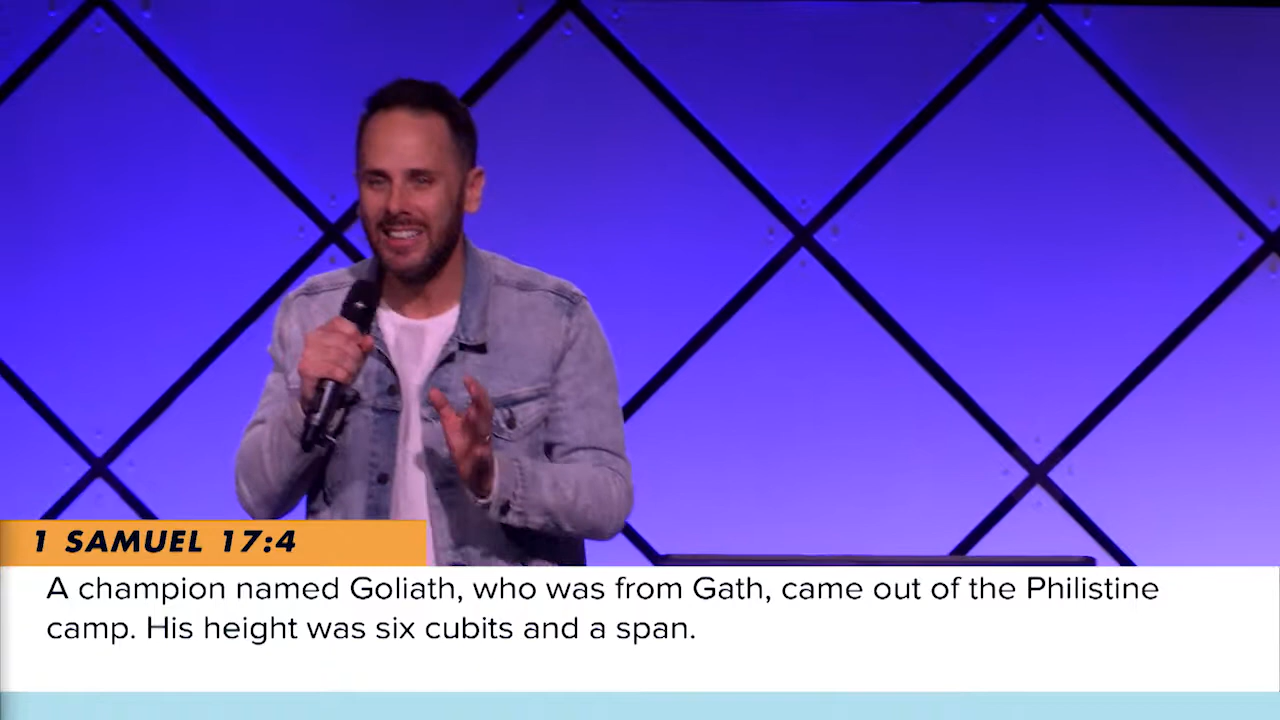 1 SAMUEL 17:4
A champion named Goliath, who was from Gath, came out of the Philistine
camp. His height was six cubits and a span.